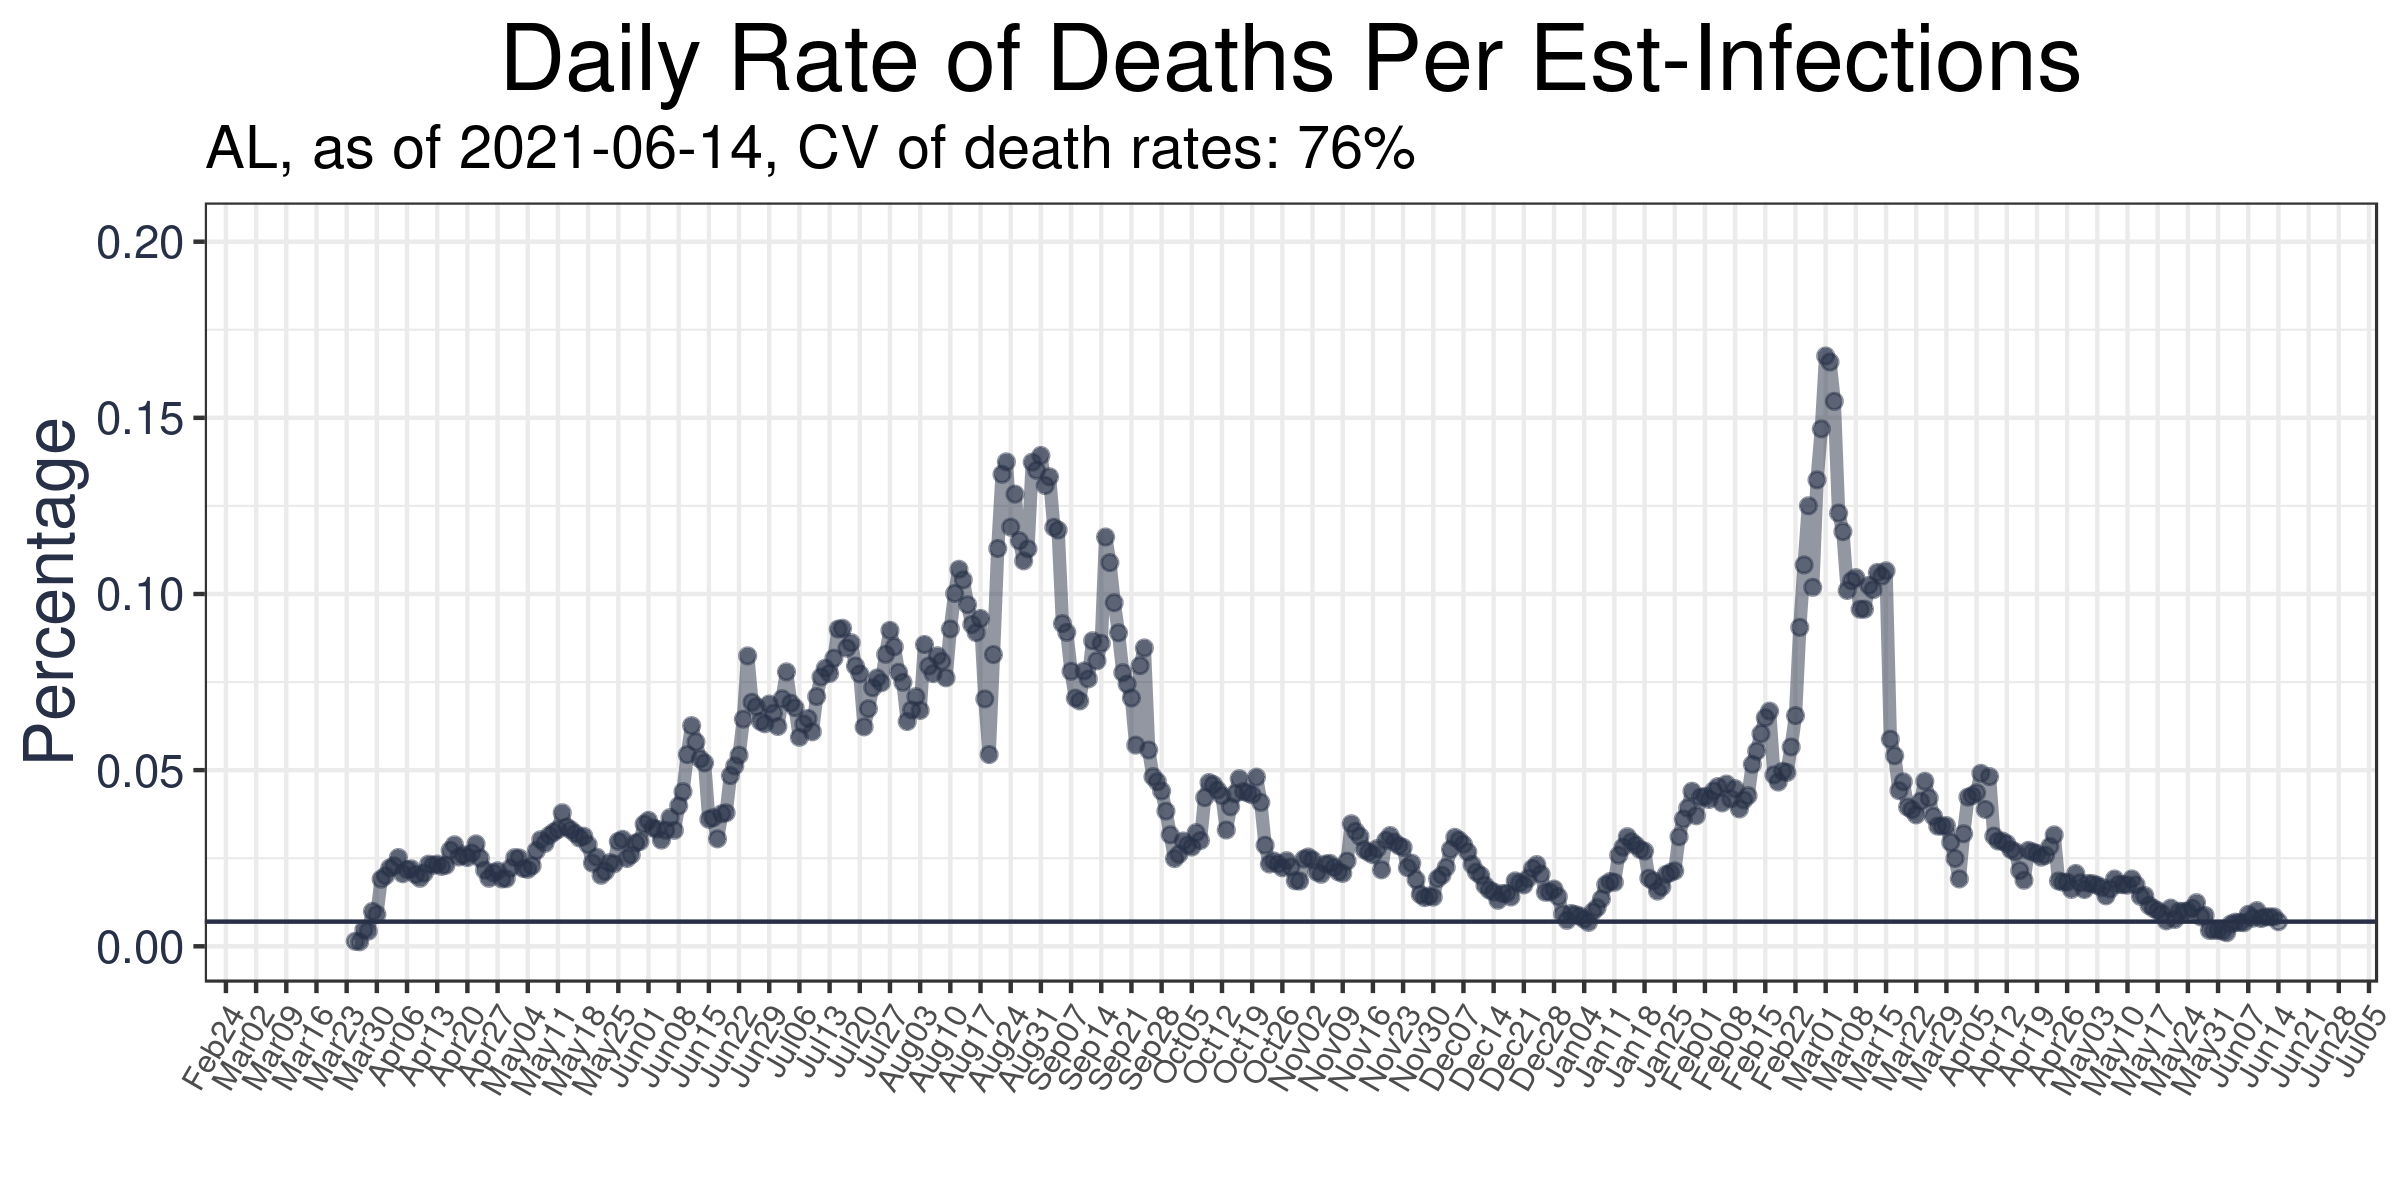 Daily Rate of Deaths Per Est-Infections
AL, as of 2021-06-14, CV of death rates: 76%
Percentage
0.20
0.15
0.10
0.05
0.00
Feb24
Mar02
Mar09
Mar16
Mar23
Mar30
Apr06
Apr13
Apr20
Apr27
May04
May11
May18
May25
Jun01
Jun08
Jun15
Jun22
Jun29
Jul06
Jul13
Jul20
Jul27
Aug03
Aug10
Aug17
Aug24
Aug31
Sep07
Sep14
Sep21
Sep28
Oct05
Oct12
Oct19
Oct26
Nov02
Nov09
Nov16
Nov23
Nov30
Dec07
Dec14
Dec21
Dec28
Jan04
Jan11
Jan18
Jan25
Feb01
Feb08
Feb15
Feb22
Mar01
Mar08
Mar15
Mar22
Mar29
Apr05
Apr12
Apr19
Apr26
May03
May10
May17
May24
May31
Jun07
Jun14
Jun21
Jun28
Jul05